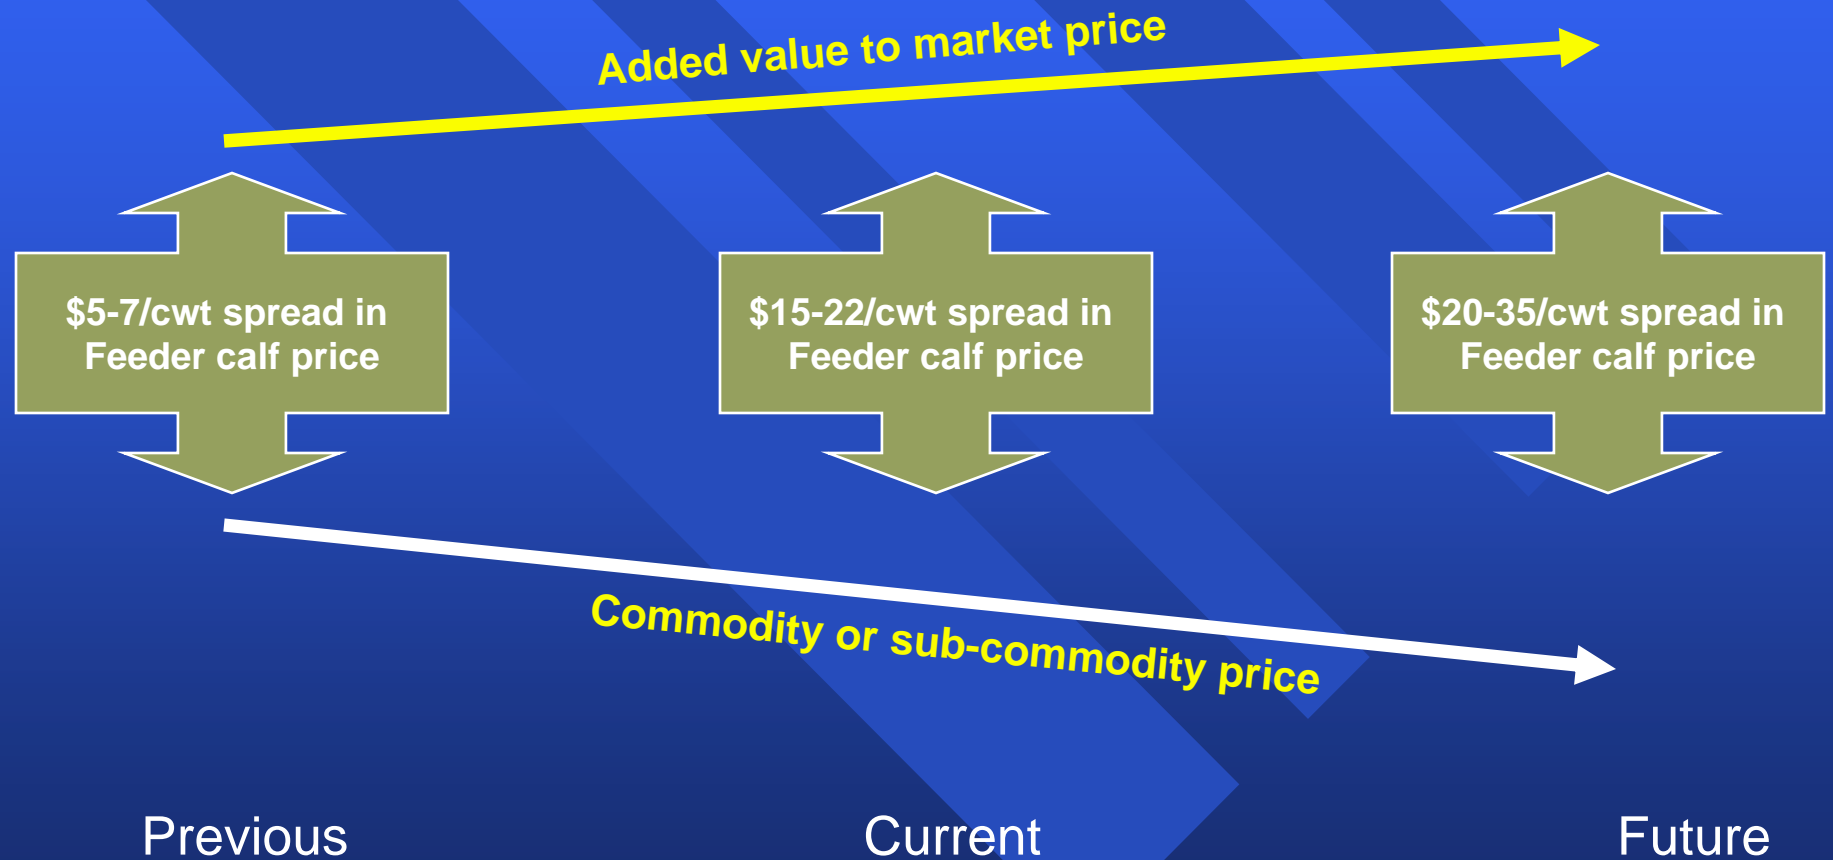 Added value to market price
$5-7/cwt spread in
Feeder calf price
$15-22/cwt spread in
Feeder calf price
$20-35/cwt spread in
Feeder calf price
Commodity or sub-commodity price
Previous
Current
Future